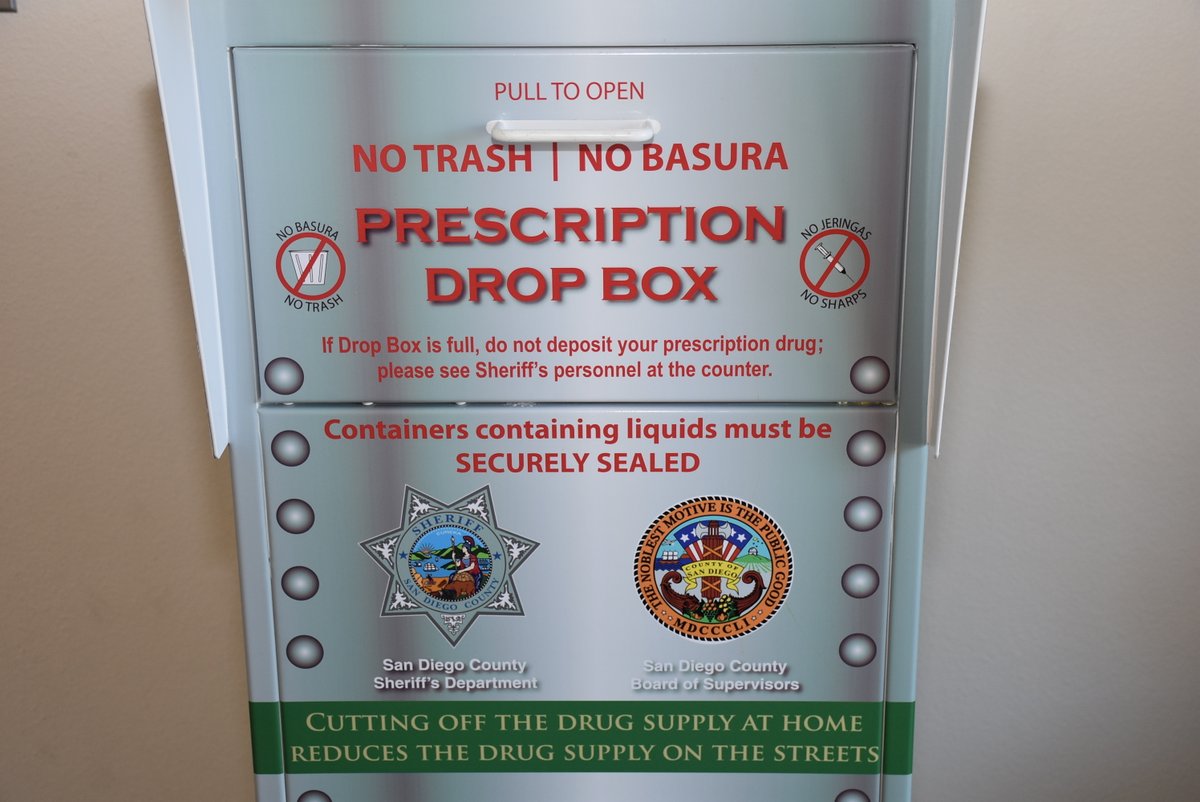 PULL TO OPEN
NO TRASH | NO BASURA
PRESCRIPTION
DROP BOX
NO BASURA
NO TRASH
NO JERINGAS
NO SHARPS
If Drop Box is full, do not deposit your prescription drug;
please see Sheriff's personnel at the counter.
Containers containing liquids must be
SECURELY SEALED
SHERIFF
SAN DIEGO COUNTY
THE NOBLEST MOTIVE IS THE PUBLIC GOOD
COUNTY OF
SAN DIEGO
MDCCCLI
San Diego County
Sheriff's Department
San Diego County
Board of Supervisors
CUTTING OFF THE DRUG SUPPLY AT HOME
REDUCES THE DRUG SUPPLY ON THE STREETS